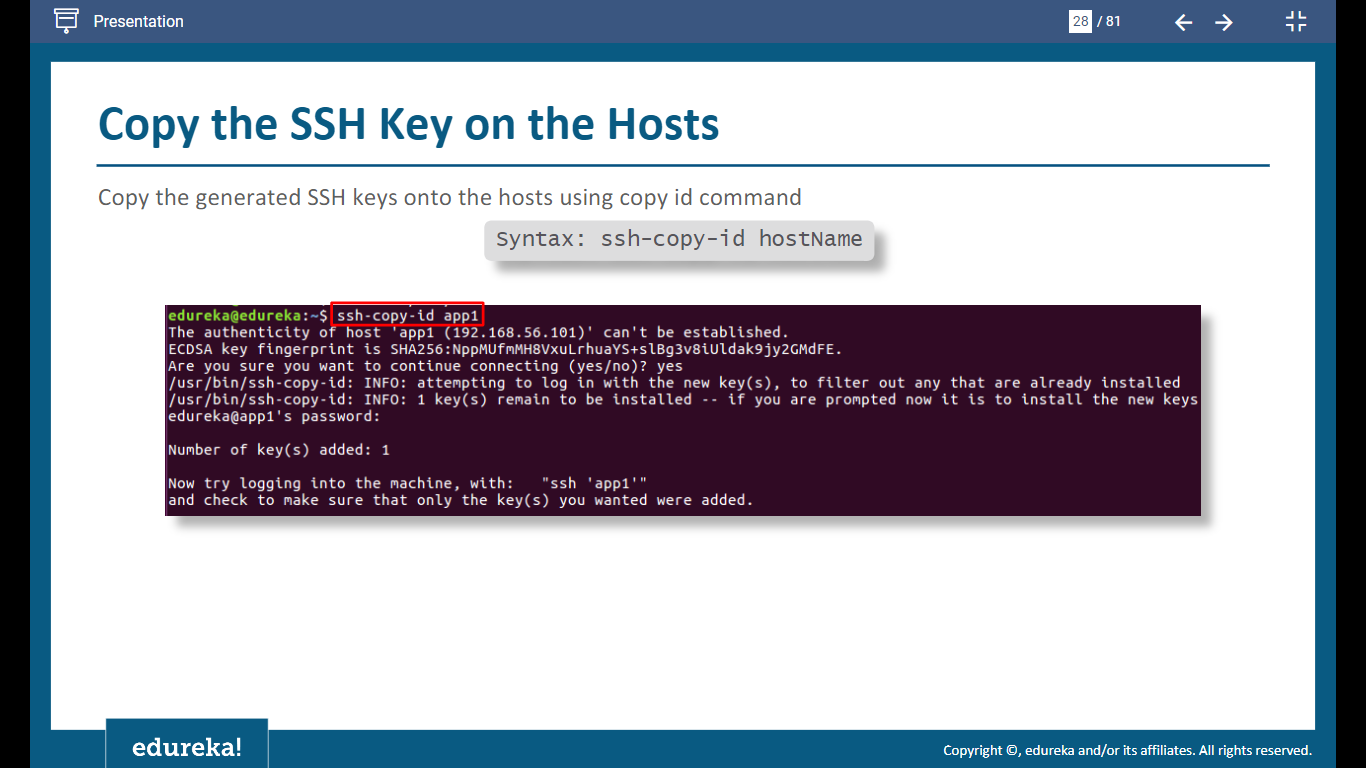 Presentation
28 / 81
Copy the SSH Key on the Hosts
Copy the generated SSH keys onto the hosts using copy id command
Syntax: ssh-copy-id hostName
edureka@edureka:~$ ssh-copy-id app1
The authenticity of host 'app1 (192.168.56.101)' can't be established.
ECDSA key fingerprint is SHA256:NppMUfmMH8VxuLrhuaYS+slBg3v8iUldak9jy2GMdFE.
Are you sure you want to continue connecting (yes/no)? yes
/usr/bin/ssh-copy-id: INFO: attempting to log in with the new key(s), to filter out any that are already installed
/usr/bin/ssh-copy-id: INFO: 1 key(s) remain to be installed -- if you are prompted now it is to install the new keys
edureka@app1's password:
Number of key(s) added: 1
Now try logging into the machine, with:   "ssh 'app1'"
and check to make sure that only the key(s) you wanted were added.
edureka!
Copyright ©, edureka and/or its affiliates. All rights reserved.